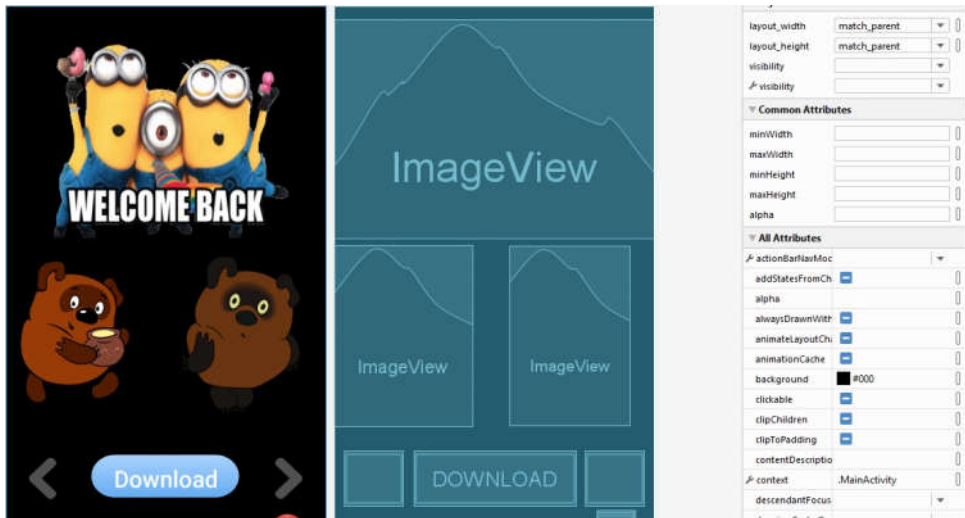 WELCOME BACK
Download
ImageView
ImageView
ImageView
DOWNLOAD
layout_width match_parent
layout_height match_parent
visibility
visibility
Common Attributes
minWidth
maxWidth
minHeight
maxHeight
alpha
All Attributes
actionBarNavMoc
addStatesFromCh
alpha
alwaysDrawnWith
animateLayoutCha
animationCache
background #000
clickable
clipChildren
clipToPadding
contentDescriptio
context .MainActivity
descendantFocus